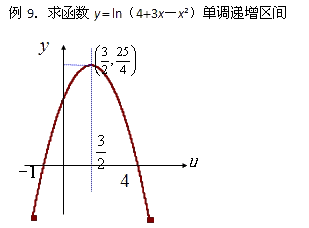 例 9. 求函数 y=ln（4+3x—x²）单调递增区间
y
(3/2, 25/4)
3/2
u
−1
4